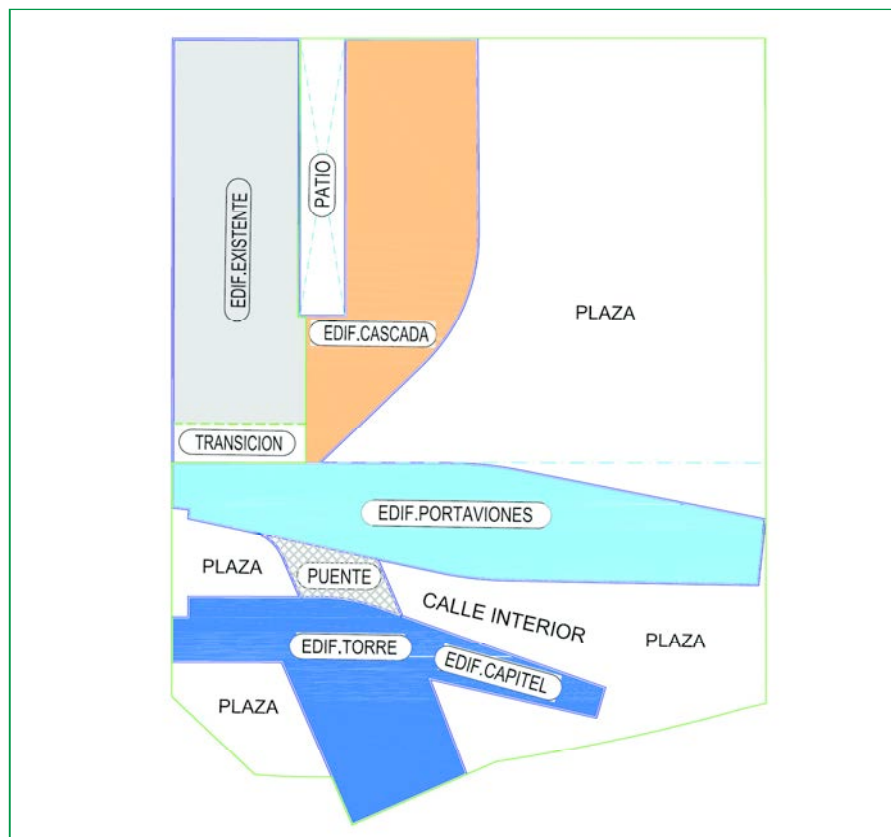 PATIO
EDIF.EXISTENTE
PLAZA
EDIF.CASCADA
TRANSICION
EDIF.PORTAVIONES
PLAZA
PUENTE
CALLE INTERIOR
PLAZA
EDIF.TORRE
EDIF.CAPITEL
PLAZA